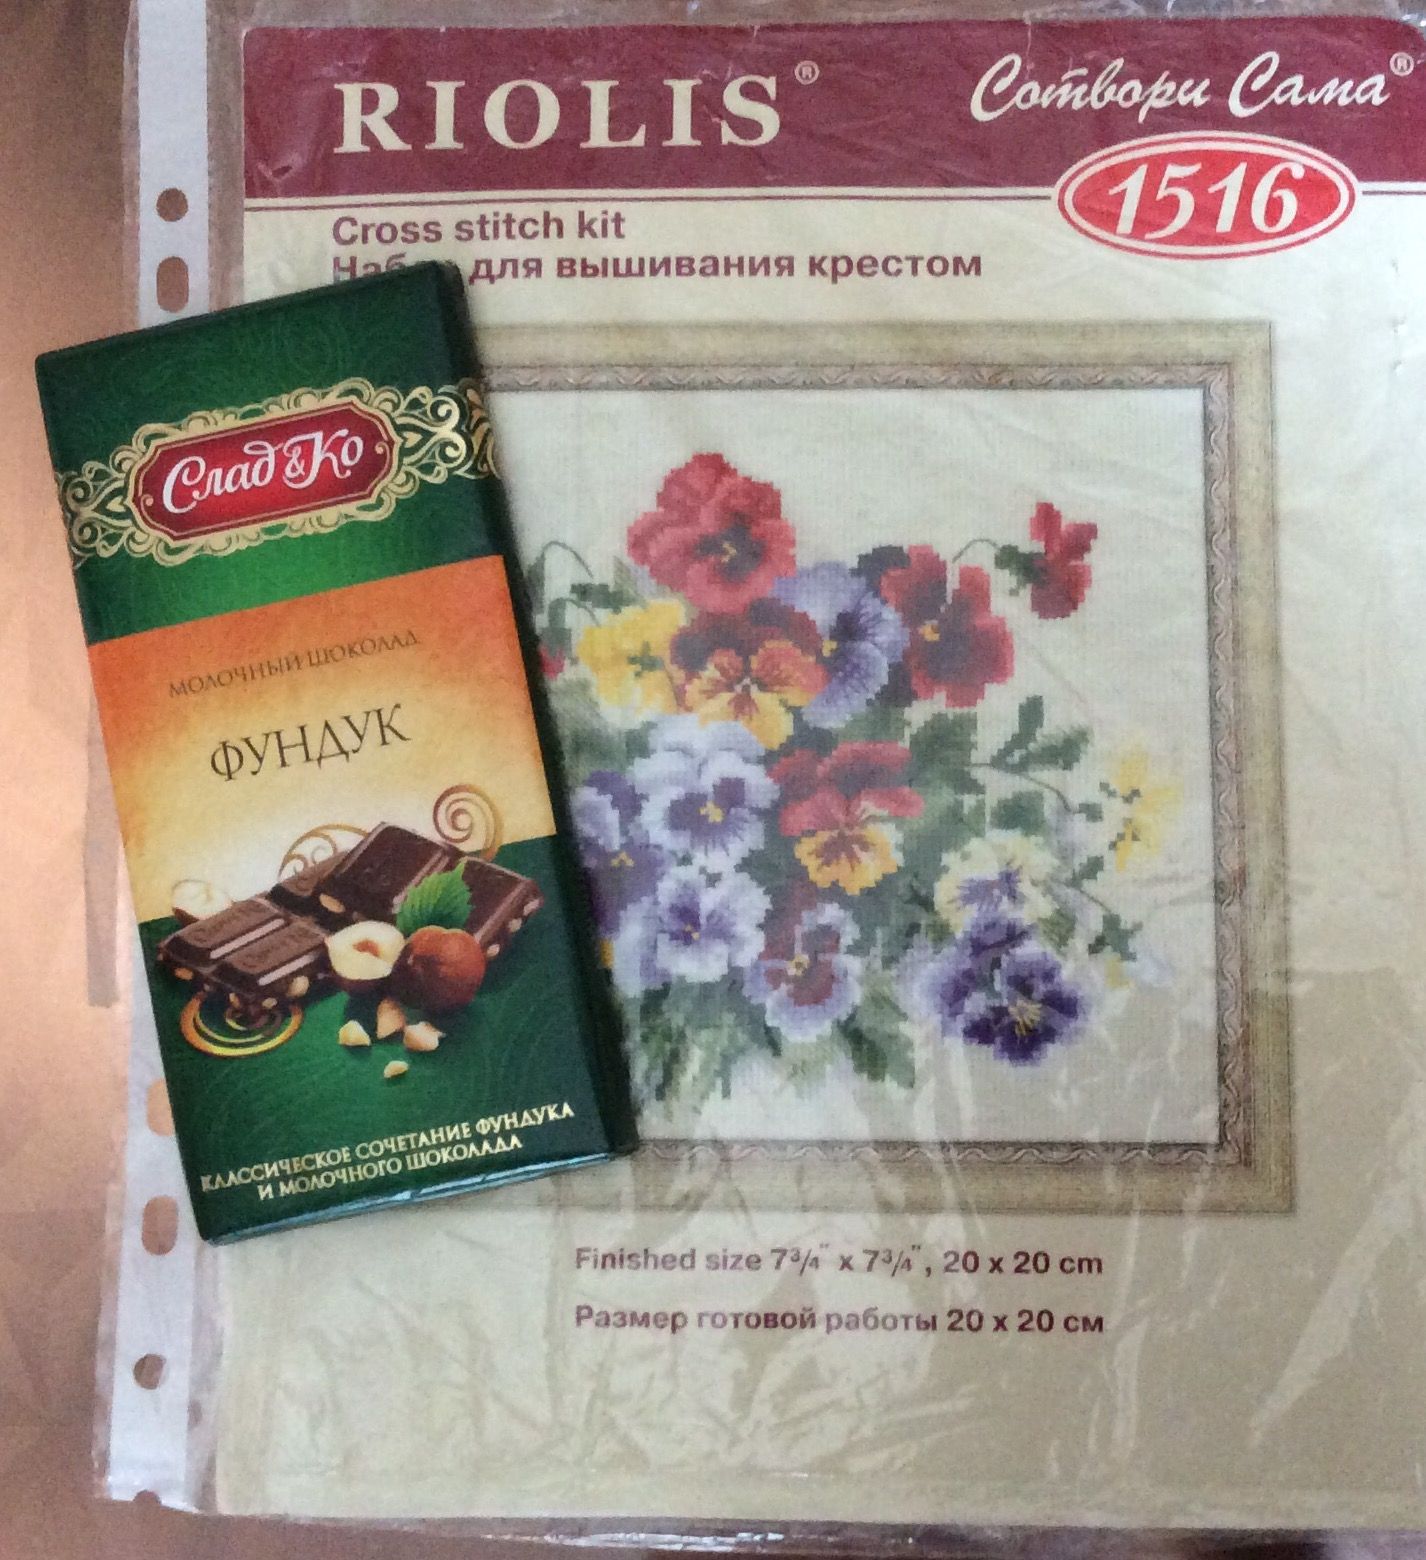 RIOLIS®
Сотвори Сама®
1516
Cross stitch kit
для вышивания крестом
Слад&Ко
МОЛОЧНЫЙ ШОКОЛАД
ФУНДУК
КЛАССИЧЕСКОЕ СОЧЕТАНИЕ ФУНДУКА
И МОЛОЧНОГО ШОКОЛАДА
Finished size 7¾" x 7¾", 20 x 20 cm
Размер готовой работы 20 x 20 см